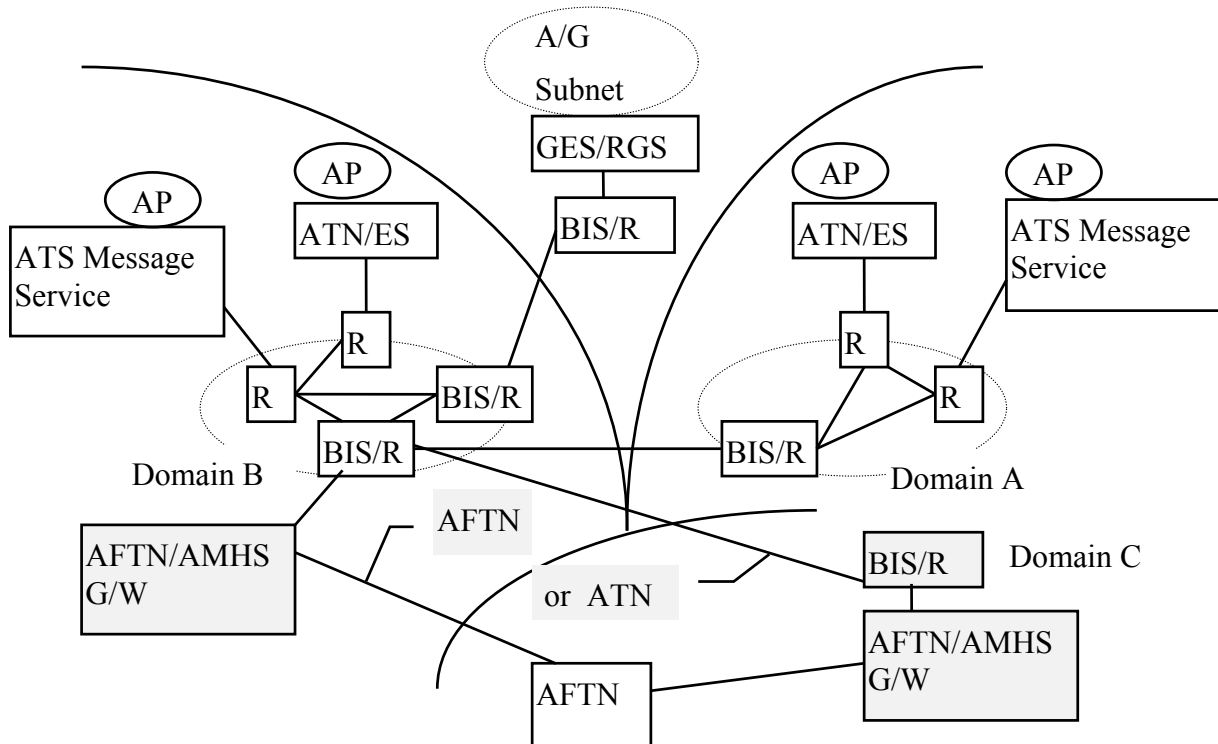 A/G
Subnet
GES/RGS
AP
AP
AP
AP
ATN/ES
BIS/R
ATN/ES
ATS Message
Service
ATS Message
Service
R
R
R
BIS/R
R
BIS/R
BIS/R
Domain B
Domain A
AFTN
AFTN/AMHS
G/W
BIS/R
Domain C
or ATN
AFTN/AMHS
G/W
AFTN